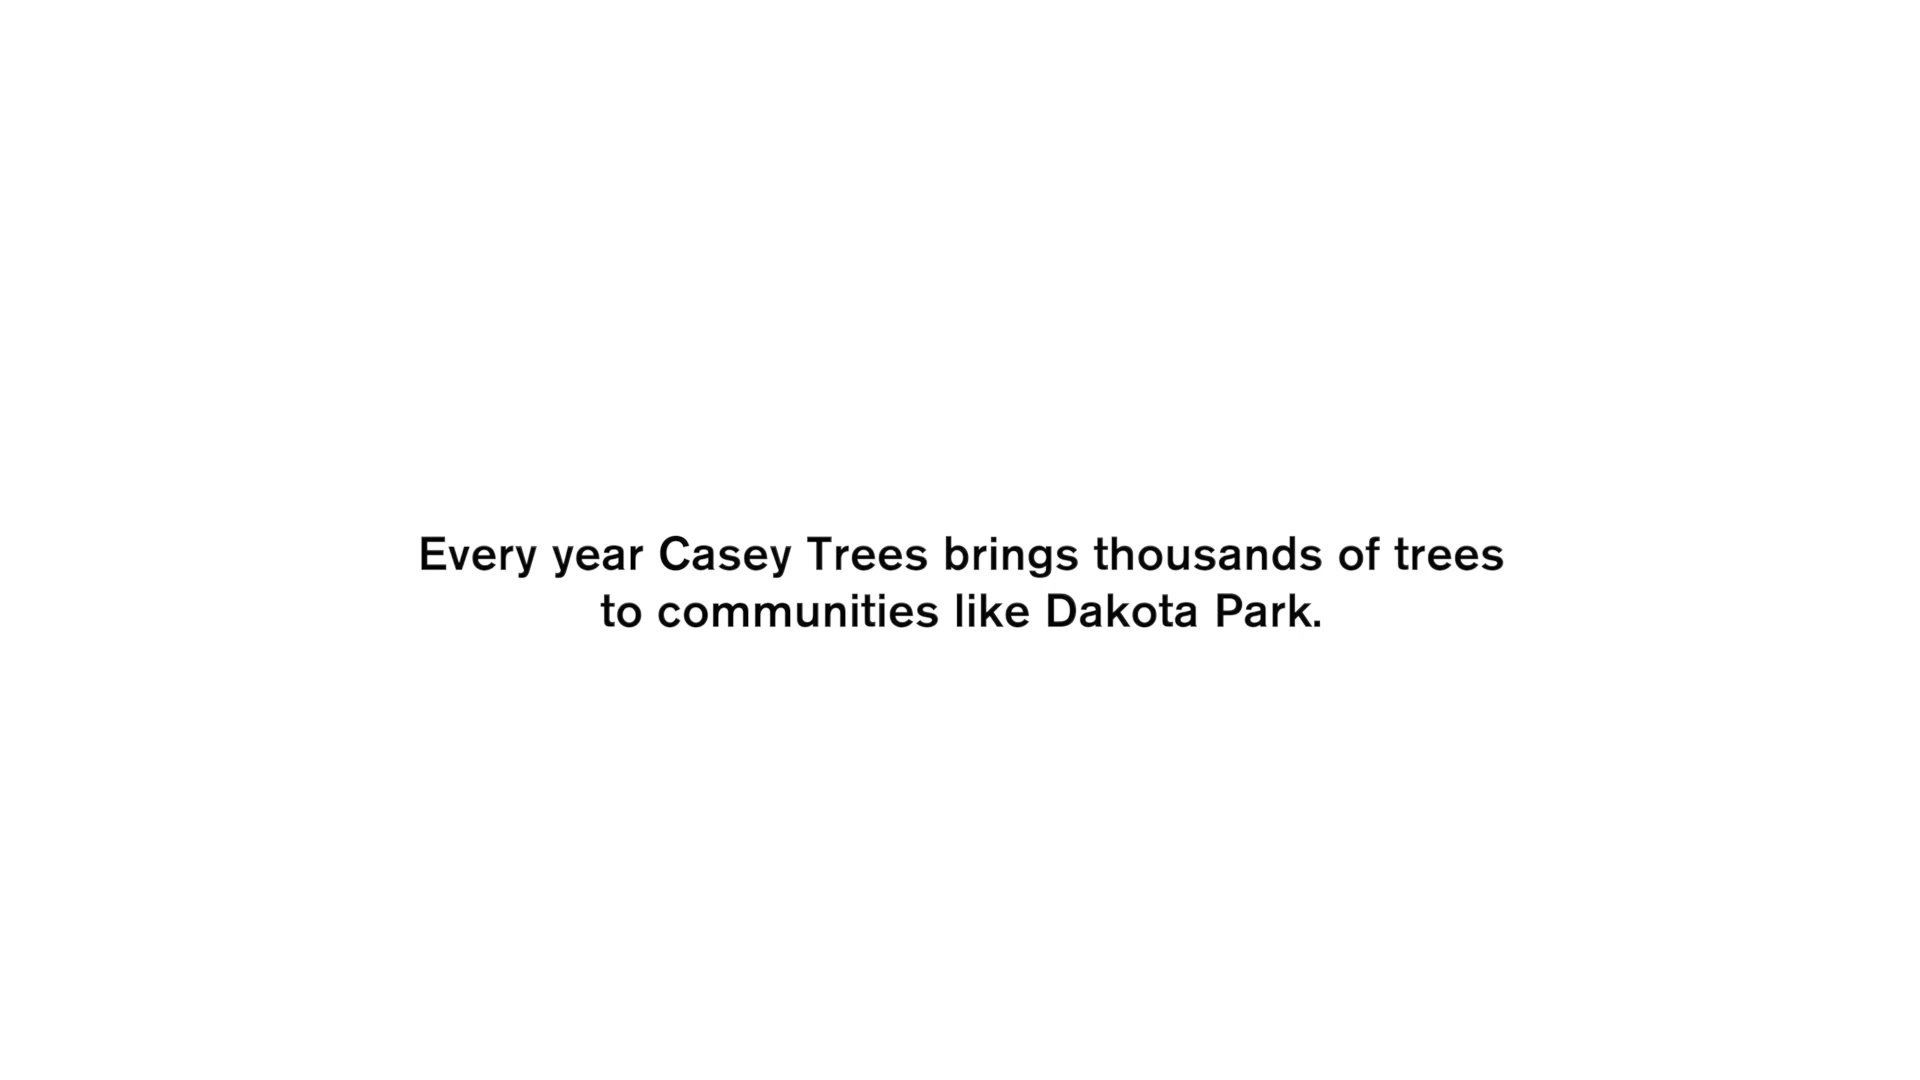 Every year Casey Trees brings thousands of trees
to communities like Dakota Park.